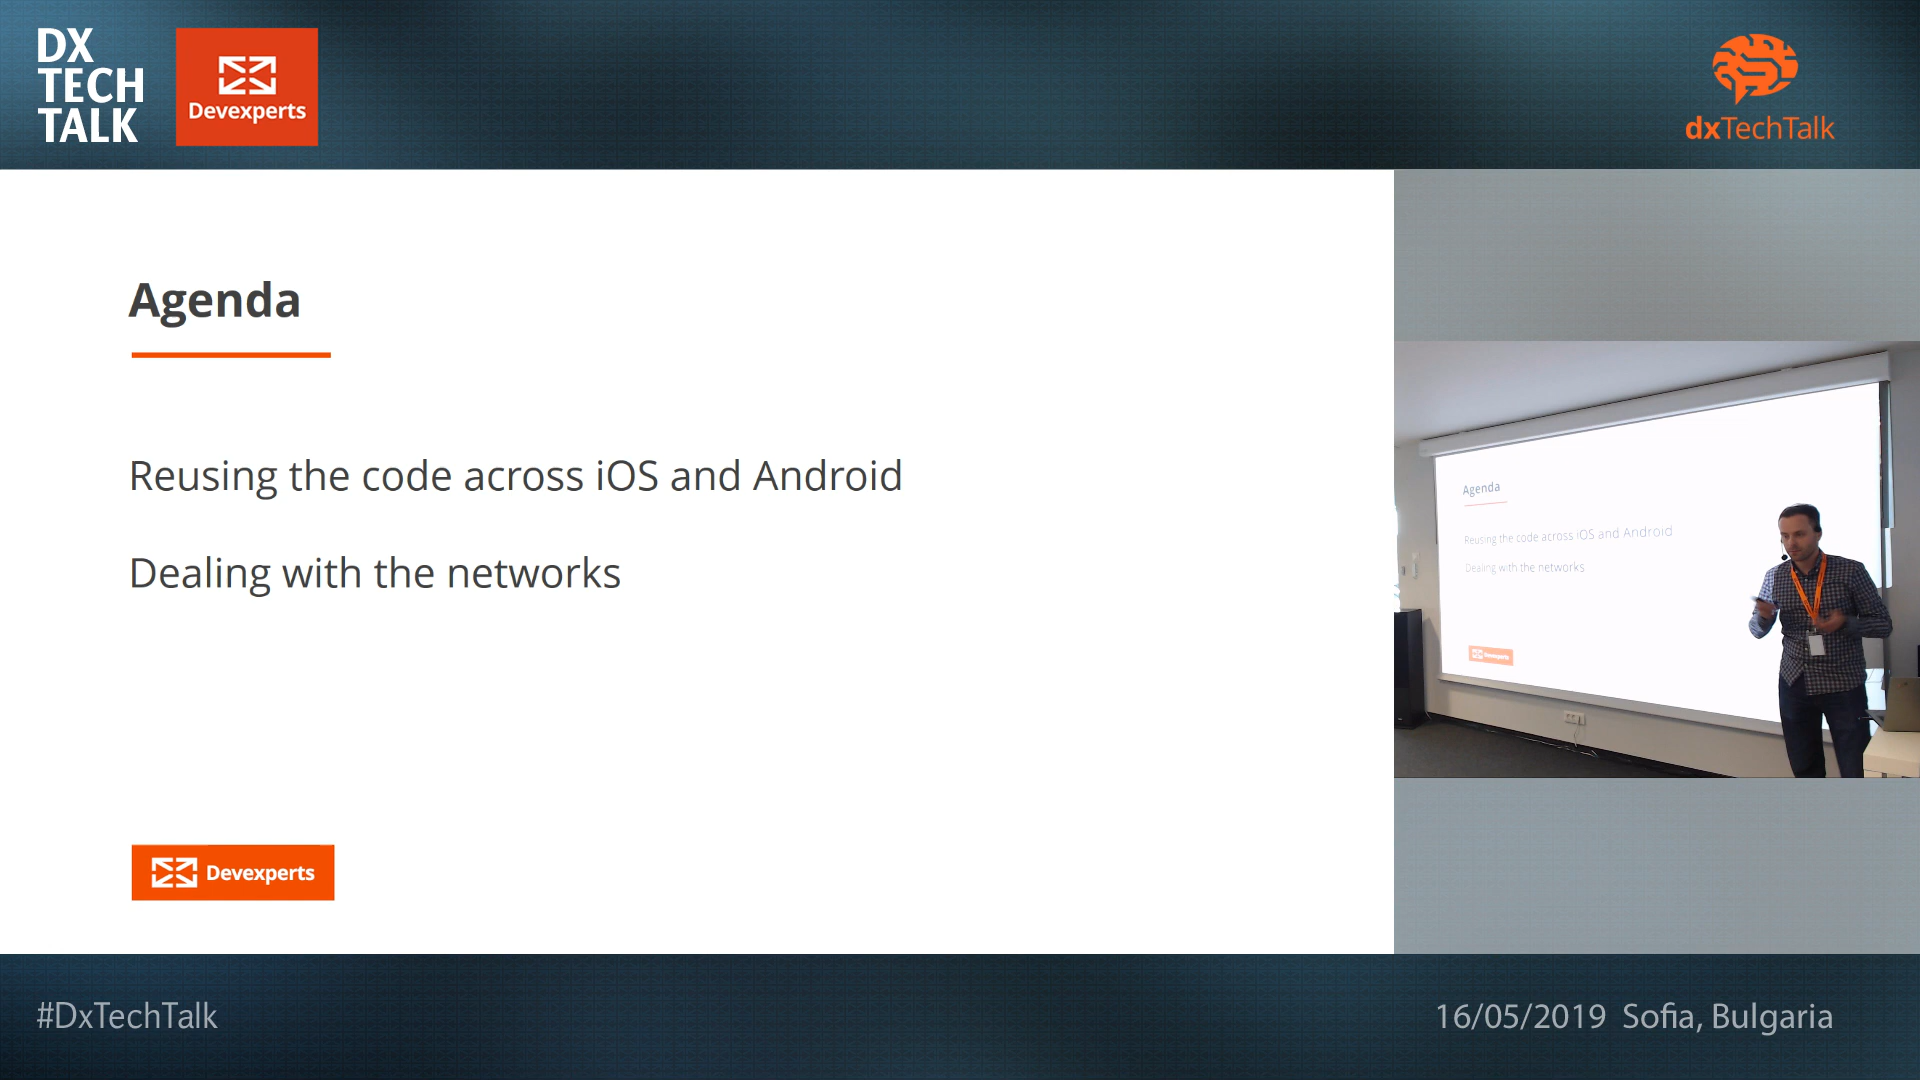 DX
TECH
TALK
Devexperts
dxTechTalk
Agenda
Reusing the code across iOS and Android
Dealing with the networks
Devexperts
Agenda
Reusing the code across iOS and Android
Dealing with the networks
Devexperts
#DxTechTalk
16/05/2019 Sofia, Bulgaria